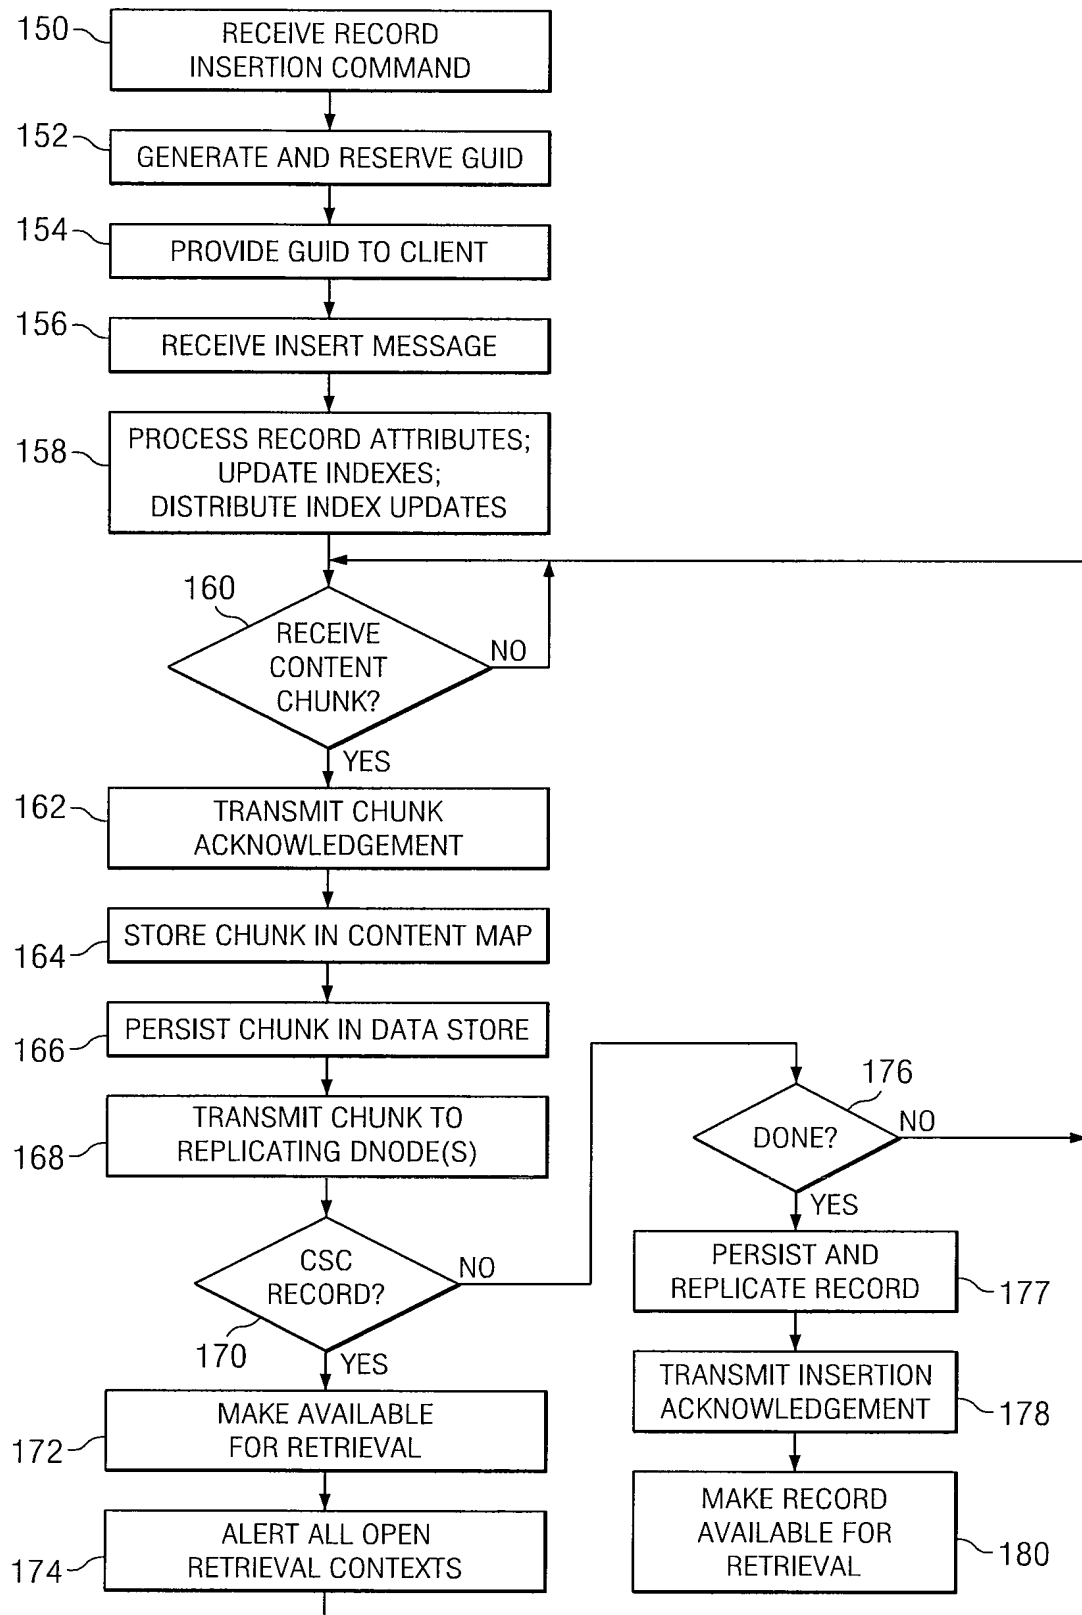 150
RECEIVE RECORD
INSERTION COMMAND
152
GENERATE AND RESERVE GUID
154
PROVIDE GUID TO CLIENT
156
RECEIVE INSERT MESSAGE
158
PROCESS RECORD ATTRIBUTES;
UPDATE INDEXES;
DISTRIBUTE INDEX UPDATES
160
RECEIVE
CONTENT
CHUNK?
NO
YES
162
TRANSMIT CHUNK
ACKNOWLEDGEMENT
164
STORE CHUNK IN CONTENT MAP
166
PERSIST CHUNK IN DATA STORE
168
TRANSMIT CHUNK TO
REPLICATING DNODE(S)
CSC
RECORD?
NO
170
YES
172
MAKE AVAILABLE
FOR RETRIEVAL
174
ALERT ALL OPEN
RETRIEVAL CONTEXTS
176
DONE?
NO
YES
PERSIST AND
REPLICATE RECORD
177
TRANSMIT INSERTION
ACKNOWLEDGEMENT
178
MAKE RECORD
AVAILABLE FOR
RETRIEVAL
180